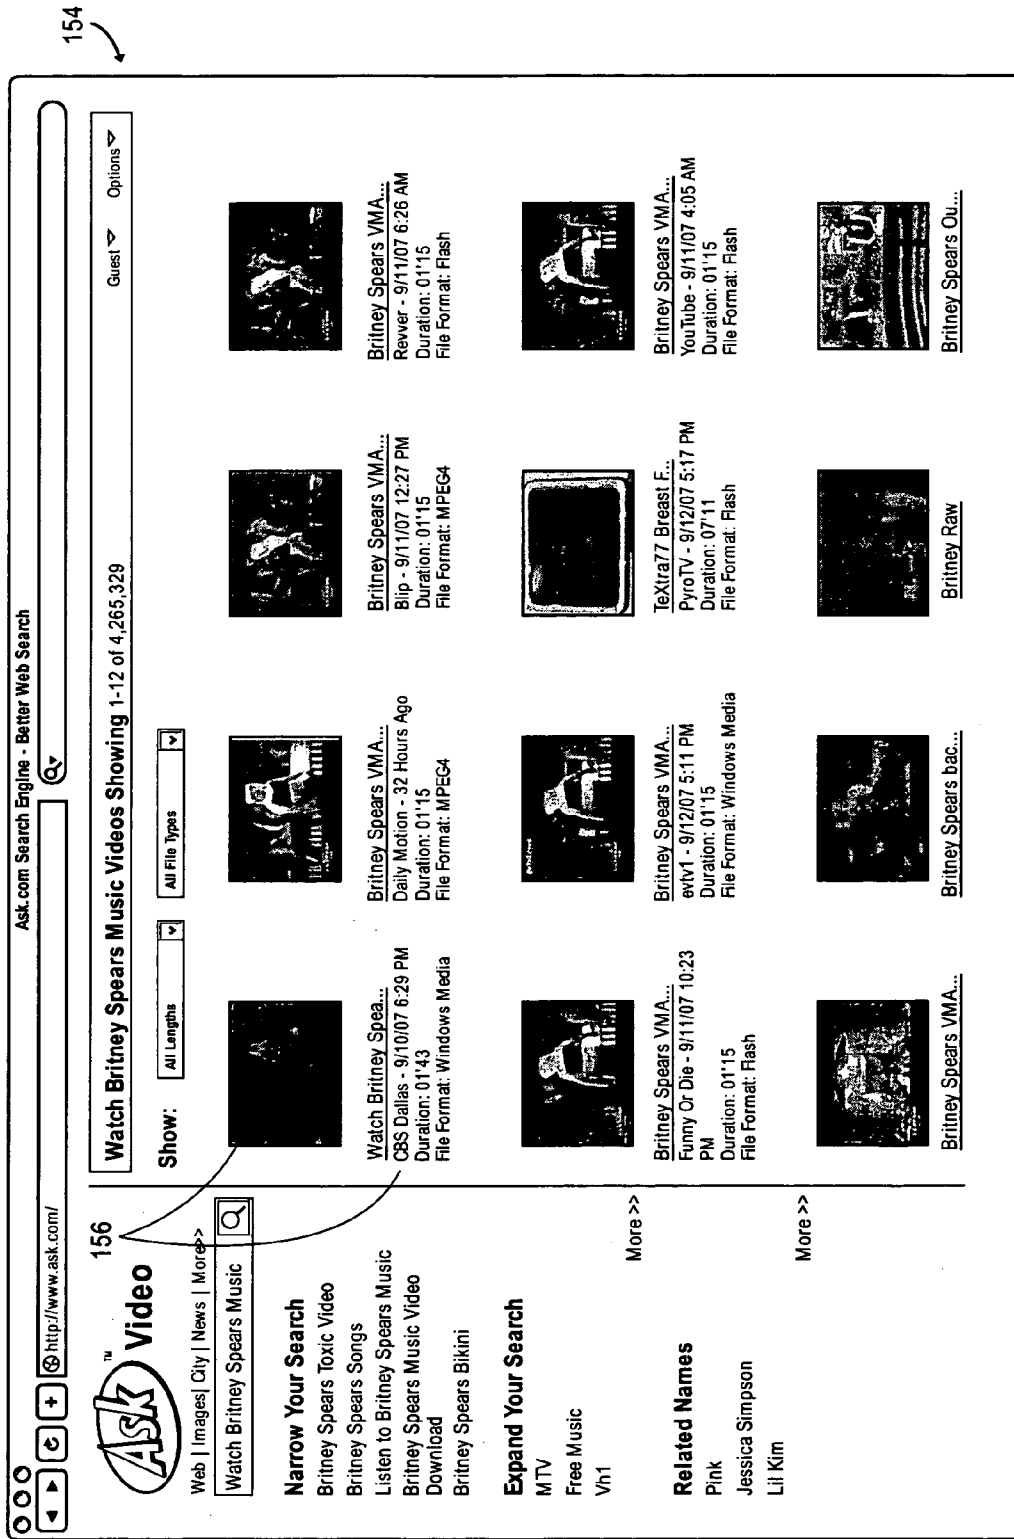 154
Ask.com Search Engine - Better Web Search
http://www.ask.com/
Ask™ Video
156
Web | Images| City | News | More>>
Watch Britney Spears Music
Narrow Your Search
Britney Spears Toxic Video
Britney Spears Songs
Listen to Britney Spears Music
Britney Spears Music Video
Download
Britney Spears Bikini
More >>
Expand Your Search
MTV
Free Music
Vh1
More >>
Related Names
Pink
Jessica Simpson
Lil Kim
Watch Britney Spears Music Videos Showing 1-12 of 4,265,329
Guest
Options
Show:
All Lengths
All File Types
Watch Britney Spea...
CBS Dallas - 9/10/07 6:29 PM
Duration: 01'43
File Format: Windows Media
Britney Spears VMA...
Daily Motion - 32 Hours Ago
Duration: 01'15
File Format: MPEG4
Britney Spears VMA...
Blip - 9/11/07 12:27 PM
Duration: 01'15
File Format: MPEG4
Britney Spears VMA...
Rever - 9/11/07 6:26 AM
Duration: 01'15
File Format: Flash
Britney Spears VMA...
Funny Or Die - 9/11/07 10:23
PM
Duration: 01'15
File Format: Flash
Britney Spears VMA...
evtv1 - 9/12/07 5:11 PM
Duration: 01'15
File Format: Windows Media
TeXtra77 Breast F...
PyroTV - 9/12/07 5:17 PM
Duration: 07'11
File Format: Flash
Britney Spears VMA...
YouTube - 9/11/07 4:05 AM
Duration: 01'15
File Format: Flash
Britney Spears VMA...
Britney Spears bac...
Britney Raw
Britney Spears Ou...